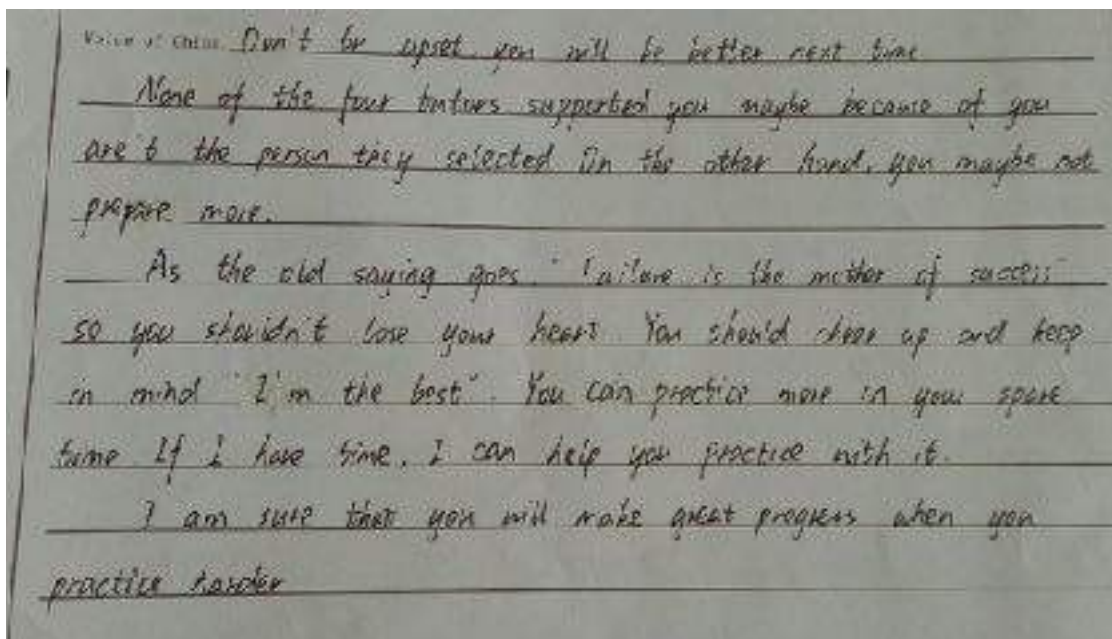 Voice of China. Don't be upset. you will be better next time
None of the four tutors supported you maybe because of you
are't the person they selected On the other hand, you maybe not
prepare more.
As the old saying goes. "Failure is the mother of success"
so you shouldn't lose your heart. You should cheer up and keep
in mind "I'm the best". You can practice more in your spare
time. If I have time, I can help you practice with it.
I am sure that you will make great progress when you
practice harder